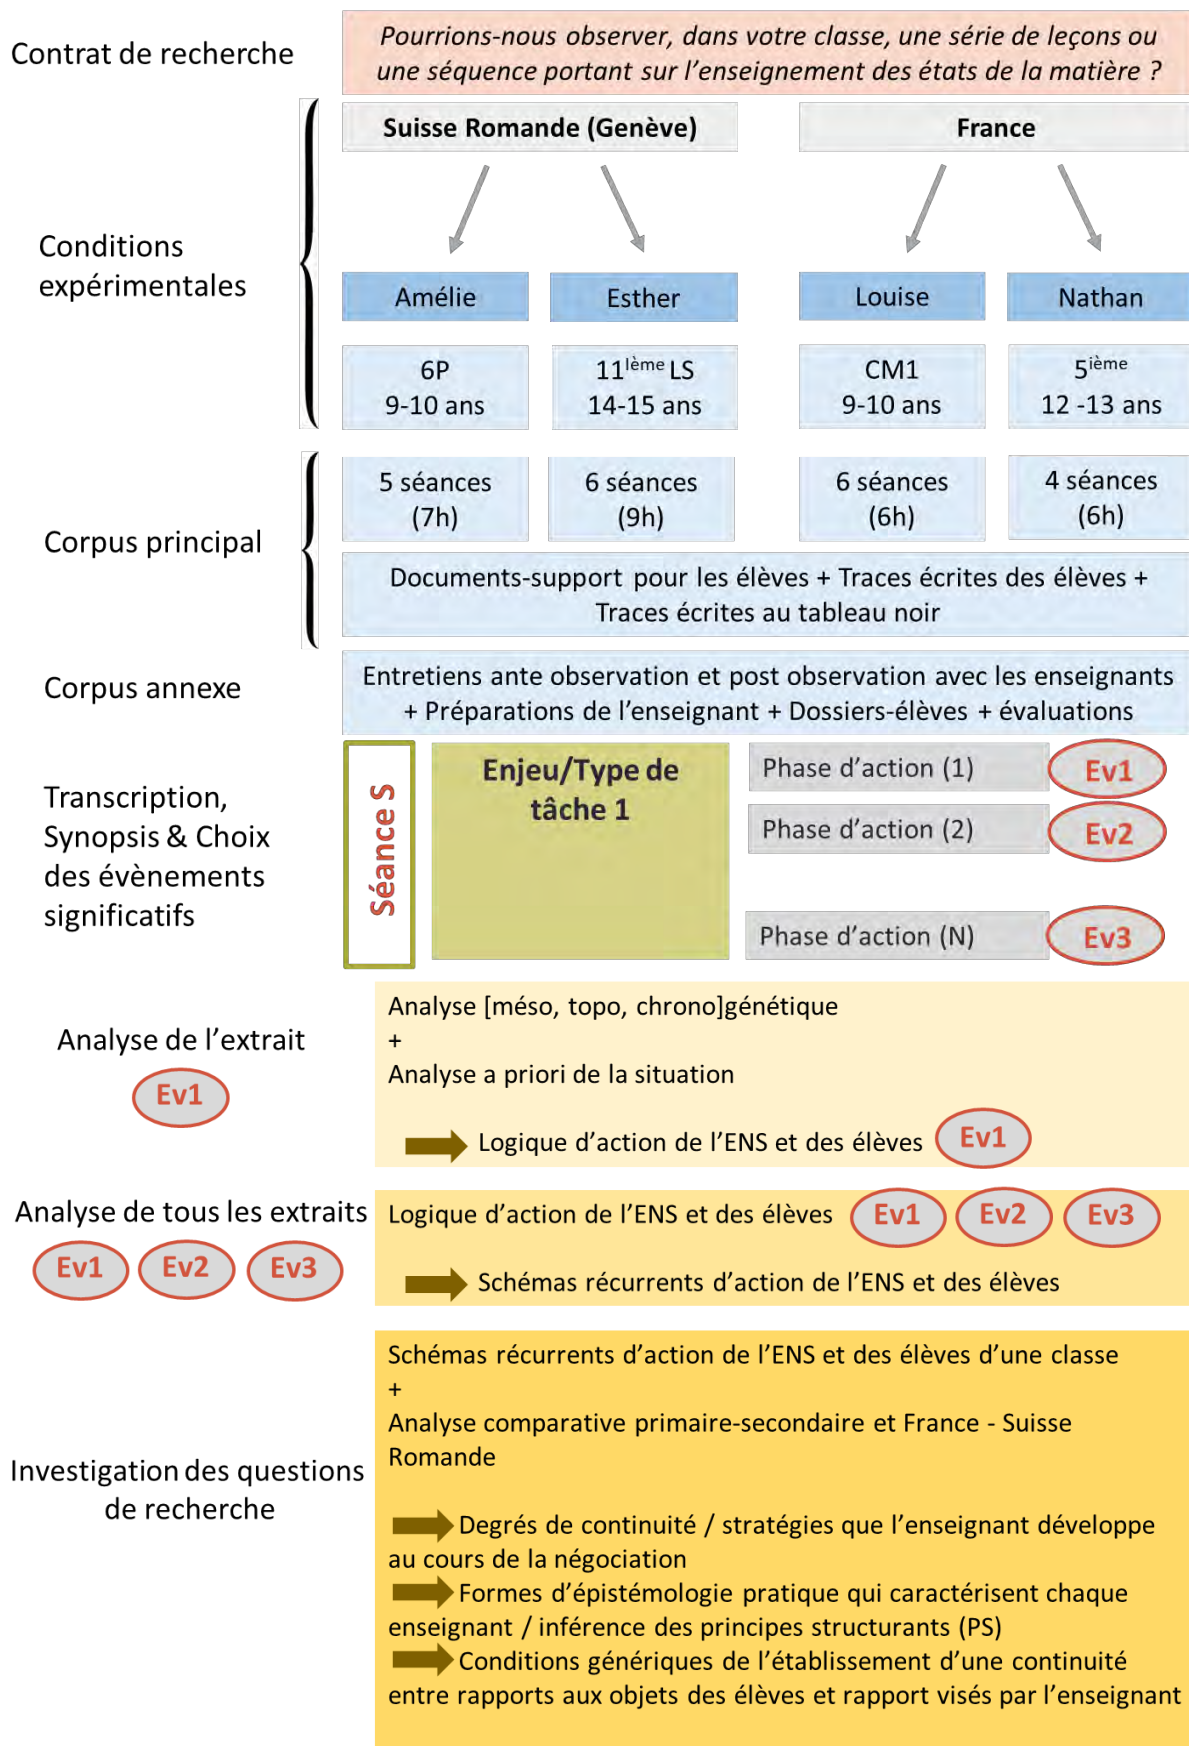 Contrat de recherche
Pourrions-nous observer, dans votre classe, une série de leçons ou
une séquence portant sur l'enseignement des états de la matière ?
Conditions
expérimentales
Suisse Romande (Genève)
France
Amélie
Esther
Louise
Nathan
6P
9-10 ans
11lème LS
14-15 ans
CM1
9-10 ans
5ième
12 -13 ans
Corpus principal
5 séances
(7h)
6 séances
(9h)
6 séances
(6h)
4 séances
(6h)
Documents-support pour les élèves + Traces écrites des élèves +
Traces écrites au tableau noir
Corpus annexe
Entretiens ante observation et post observation avec les enseignants
+ Préparations de l'enseignant + Dossiers-élèves + évaluations
Transcription,
Synopsis & Choix
des évènements
significatifs
Séance S
Enjeu/Type de
tâche 1
Phase d'action (1)
Ev1
Phase d'action (2)
Ev2
Phase d'action (N)
Ev3
Analyse de l'extrait
Ev1
Analyse [méso, topo, chrono]génétique
+
Analyse a priori de la situation
Logique d'action de l'ENS et des élèves Ev1
Analyse de tous les extraits
Ev1 Ev2 Ev3
Logique d'action de l'ENS et des élèves Ev1 Ev2 Ev3
Schémas récurrents d'action de l'ENS et des élèves
Investigation des questions
de recherche
Schémas récurrents d'action de l'ENS et des élèves d'une classe
+
Analyse comparative primaire-secondaire et France - Suisse
Romande
Degrés de continuité / stratégies que l'enseignant développe
au cours de la négociation
Formes d'épistémologie pratique qui caractérisent chaque
enseignant / inférence des principes structurants (PS)
Conditions génériques de l'établissement d'une continuité
entre rapports aux objets des élèves et rapport visés par l'enseignant